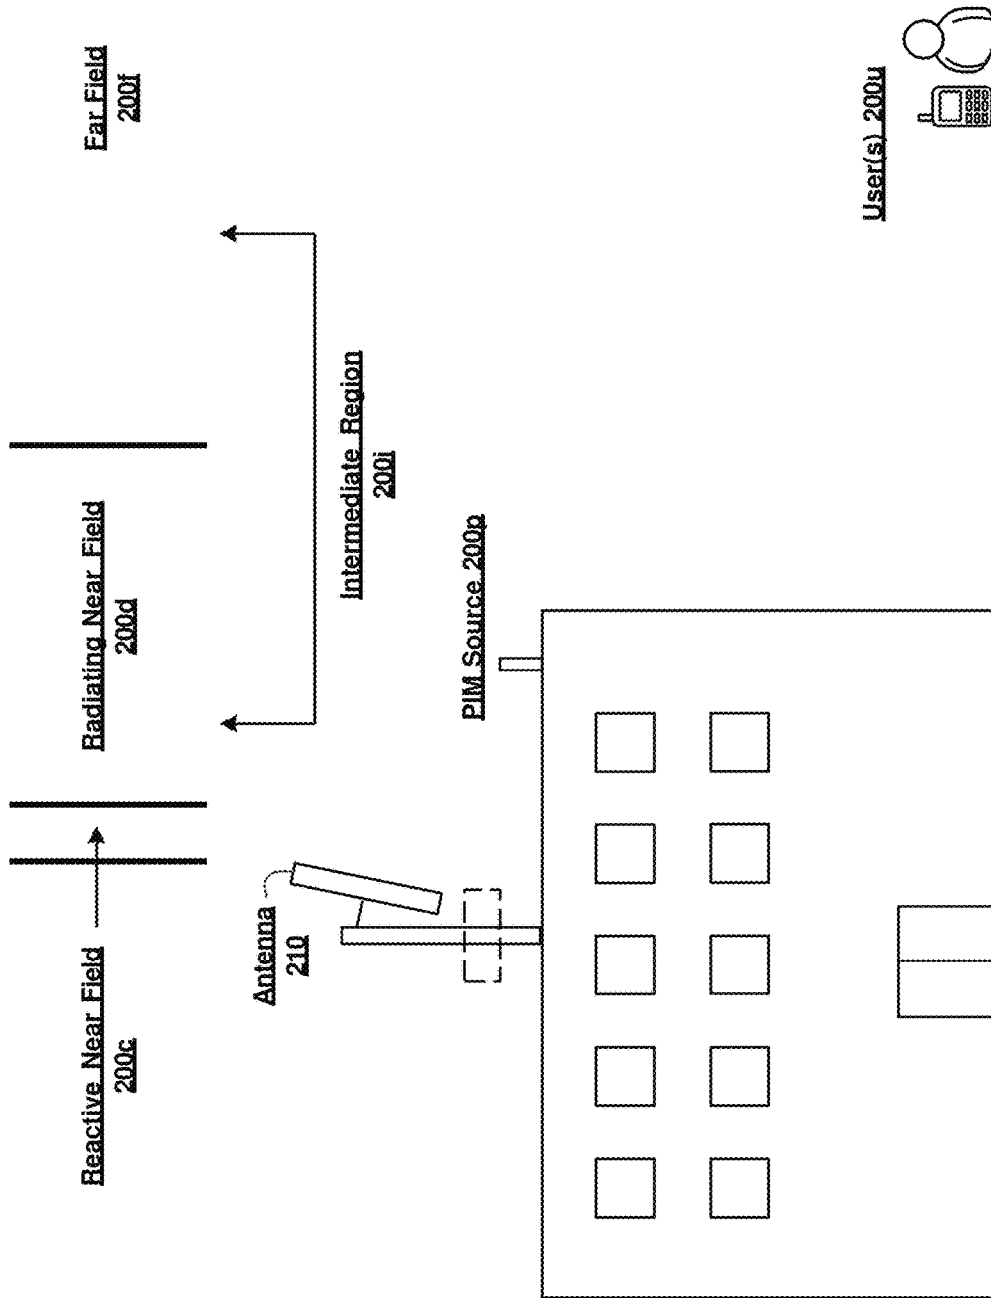 Reactive Near Field
200c
Radiating Near Field
200d
Far Field
200f
Antenna
210
Intermediate Region
200i
PIM Source 200p
User(s) 200u